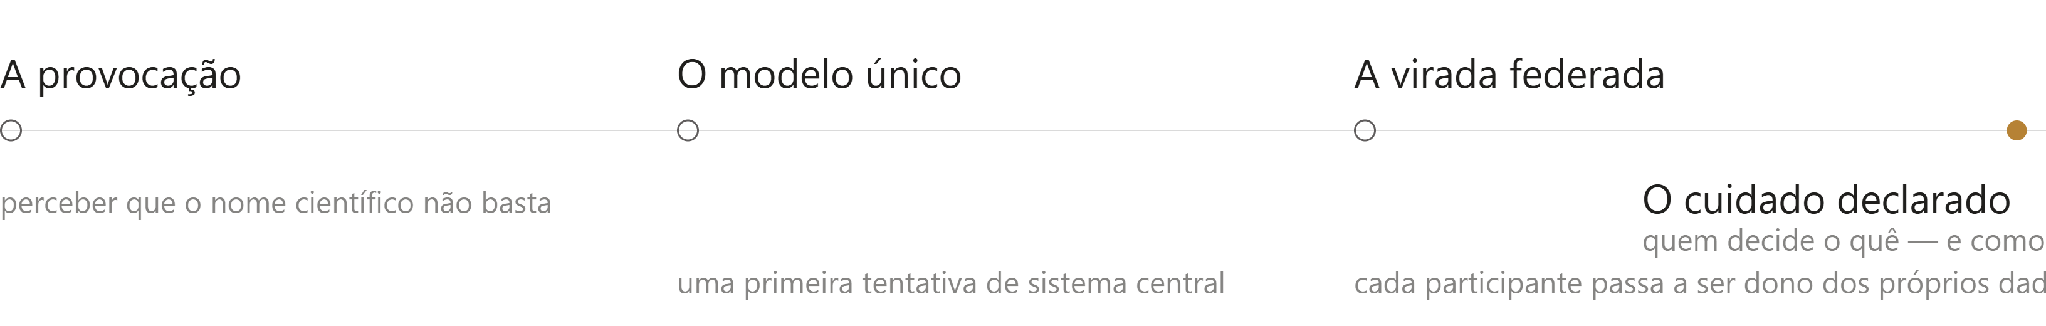 A provocação
O modelo único
A virada federada
perceber que o nome científico não basta
O cuidado declarado
quem decide o quê — e como
uma primeira tentativa de sistema central
cada participante passa a ser dono dos próprios dad